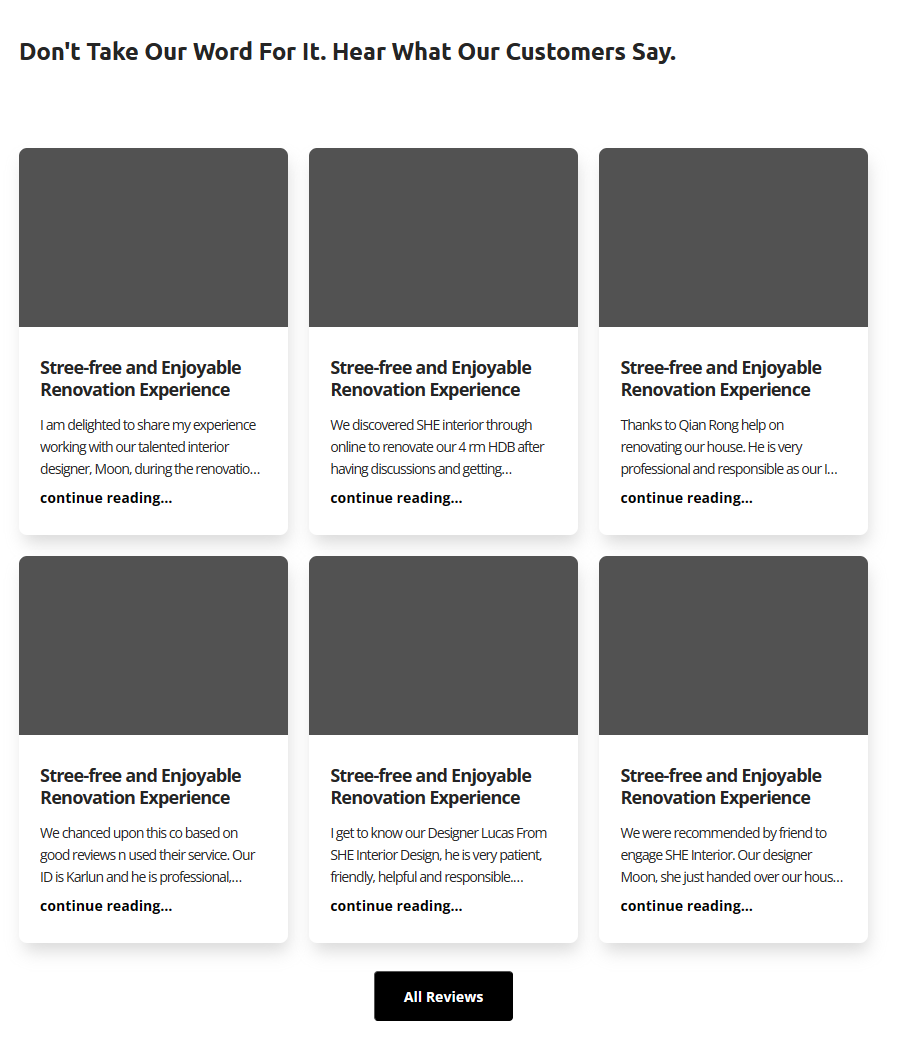 Don't Take Our Word For It. Hear What Our Customers Say.
Stree-free and Enjoyable
Renovation Experience
I am delighted to share my experience
working with our talented interior
designer, Moon, during the renovatio...
continue reading...
Stree-free and Enjoyable
Renovation Experience
We discovered SHE interior through
online to renovate our 4 rm HDB after
having discussions and getting...
continue reading...
Stree-free and Enjoyable
Renovation Experience
Thanks to Qian Rong help on
renovating our house. He is very
professional and responsible as our I...
continue reading...
Stree-free and Enjoyable
Renovation Experience
We chanced upon this co based on
good reviews n used their service. Our
ID is Karlun and he is professional,...
continue reading...
Stree-free and Enjoyable
Renovation Experience
I get to know our Designer Lucas From
SHE Interior Design, he is very patient,
friendly, helpful and responsible....
continue reading...
Stree-free and Enjoyable
Renovation Experience
We were recommended by friend to
engage SHE Interior. Our designer
Moon, she just handed over our hous...
continue reading...
All Reviews